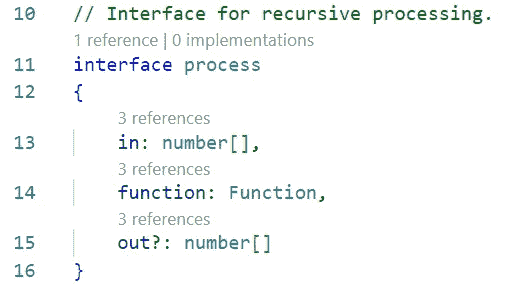 10 // Interface for recursive processing.
1 reference | 0 implementations
11 interface process
12 {
3 references
13 in: number[],
3 references
14 function: Function,
3 references
15 out?: number[]
16 }